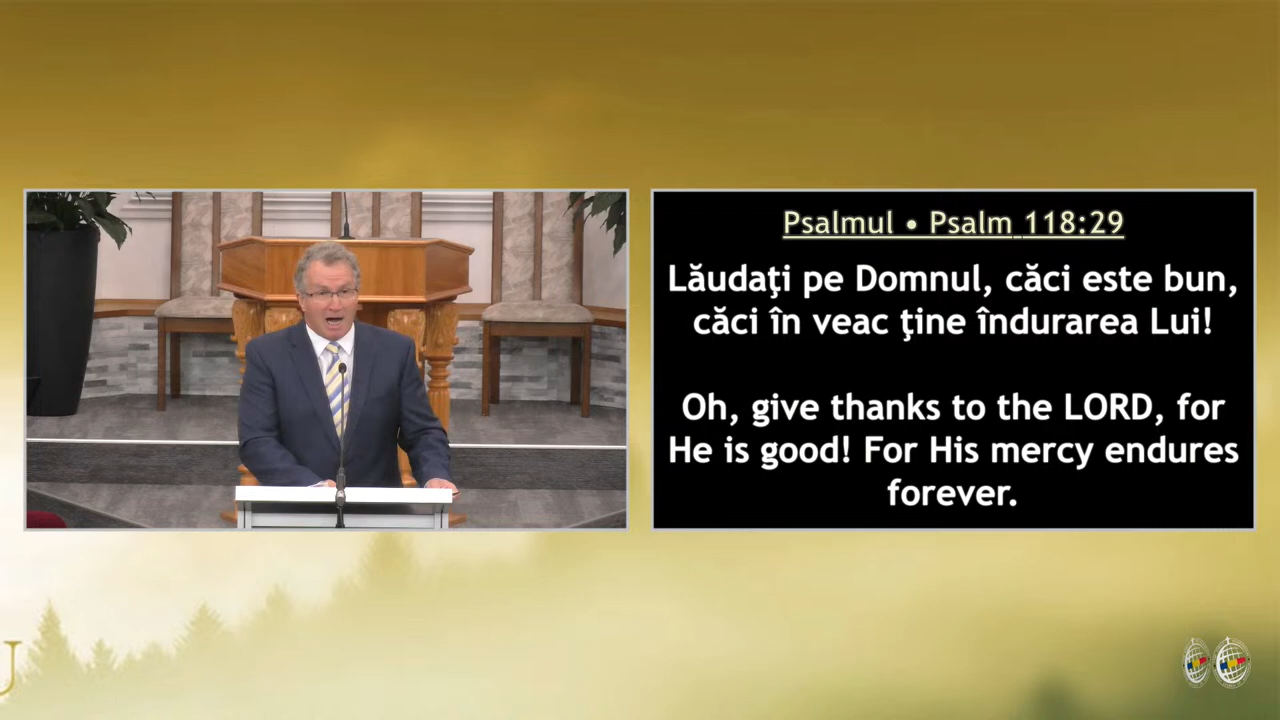 Psalmul • Psalm 118:29
Lăudaţi pe Domnul, căci este bun,
căci în veac ţine îndurarea Lui!
Oh, give thanks to the LORD, for
He is good! For His mercy endures
forever.